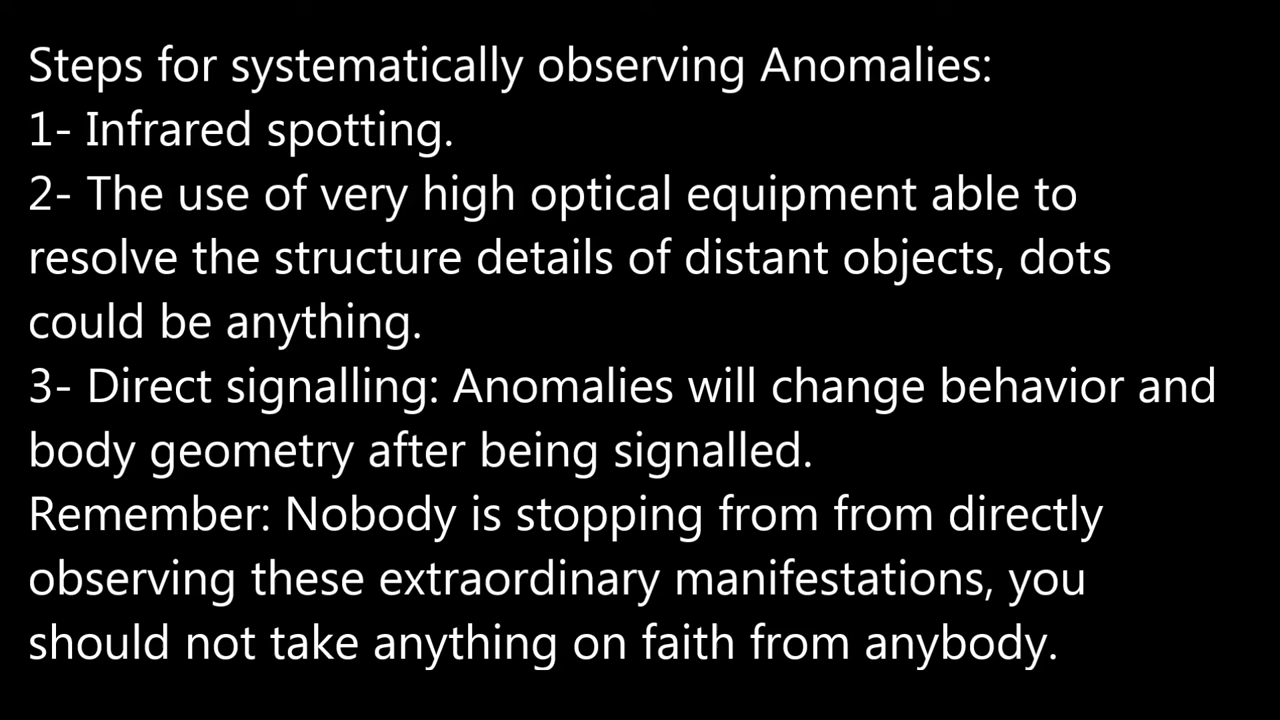 Steps for systematically observing Anomalies:
1- Infrared spotting.
2- The use of very high optical equipment able to
resolve the structure details of distant objects, dots
could be anything.
3- Direct signalling: Anomalies will change behavior and
body geometry after being signalled.
Remember: Nobody is stopping from from directly
observing these extraordinary manifestations, you
should not take anything on faith from anybody.